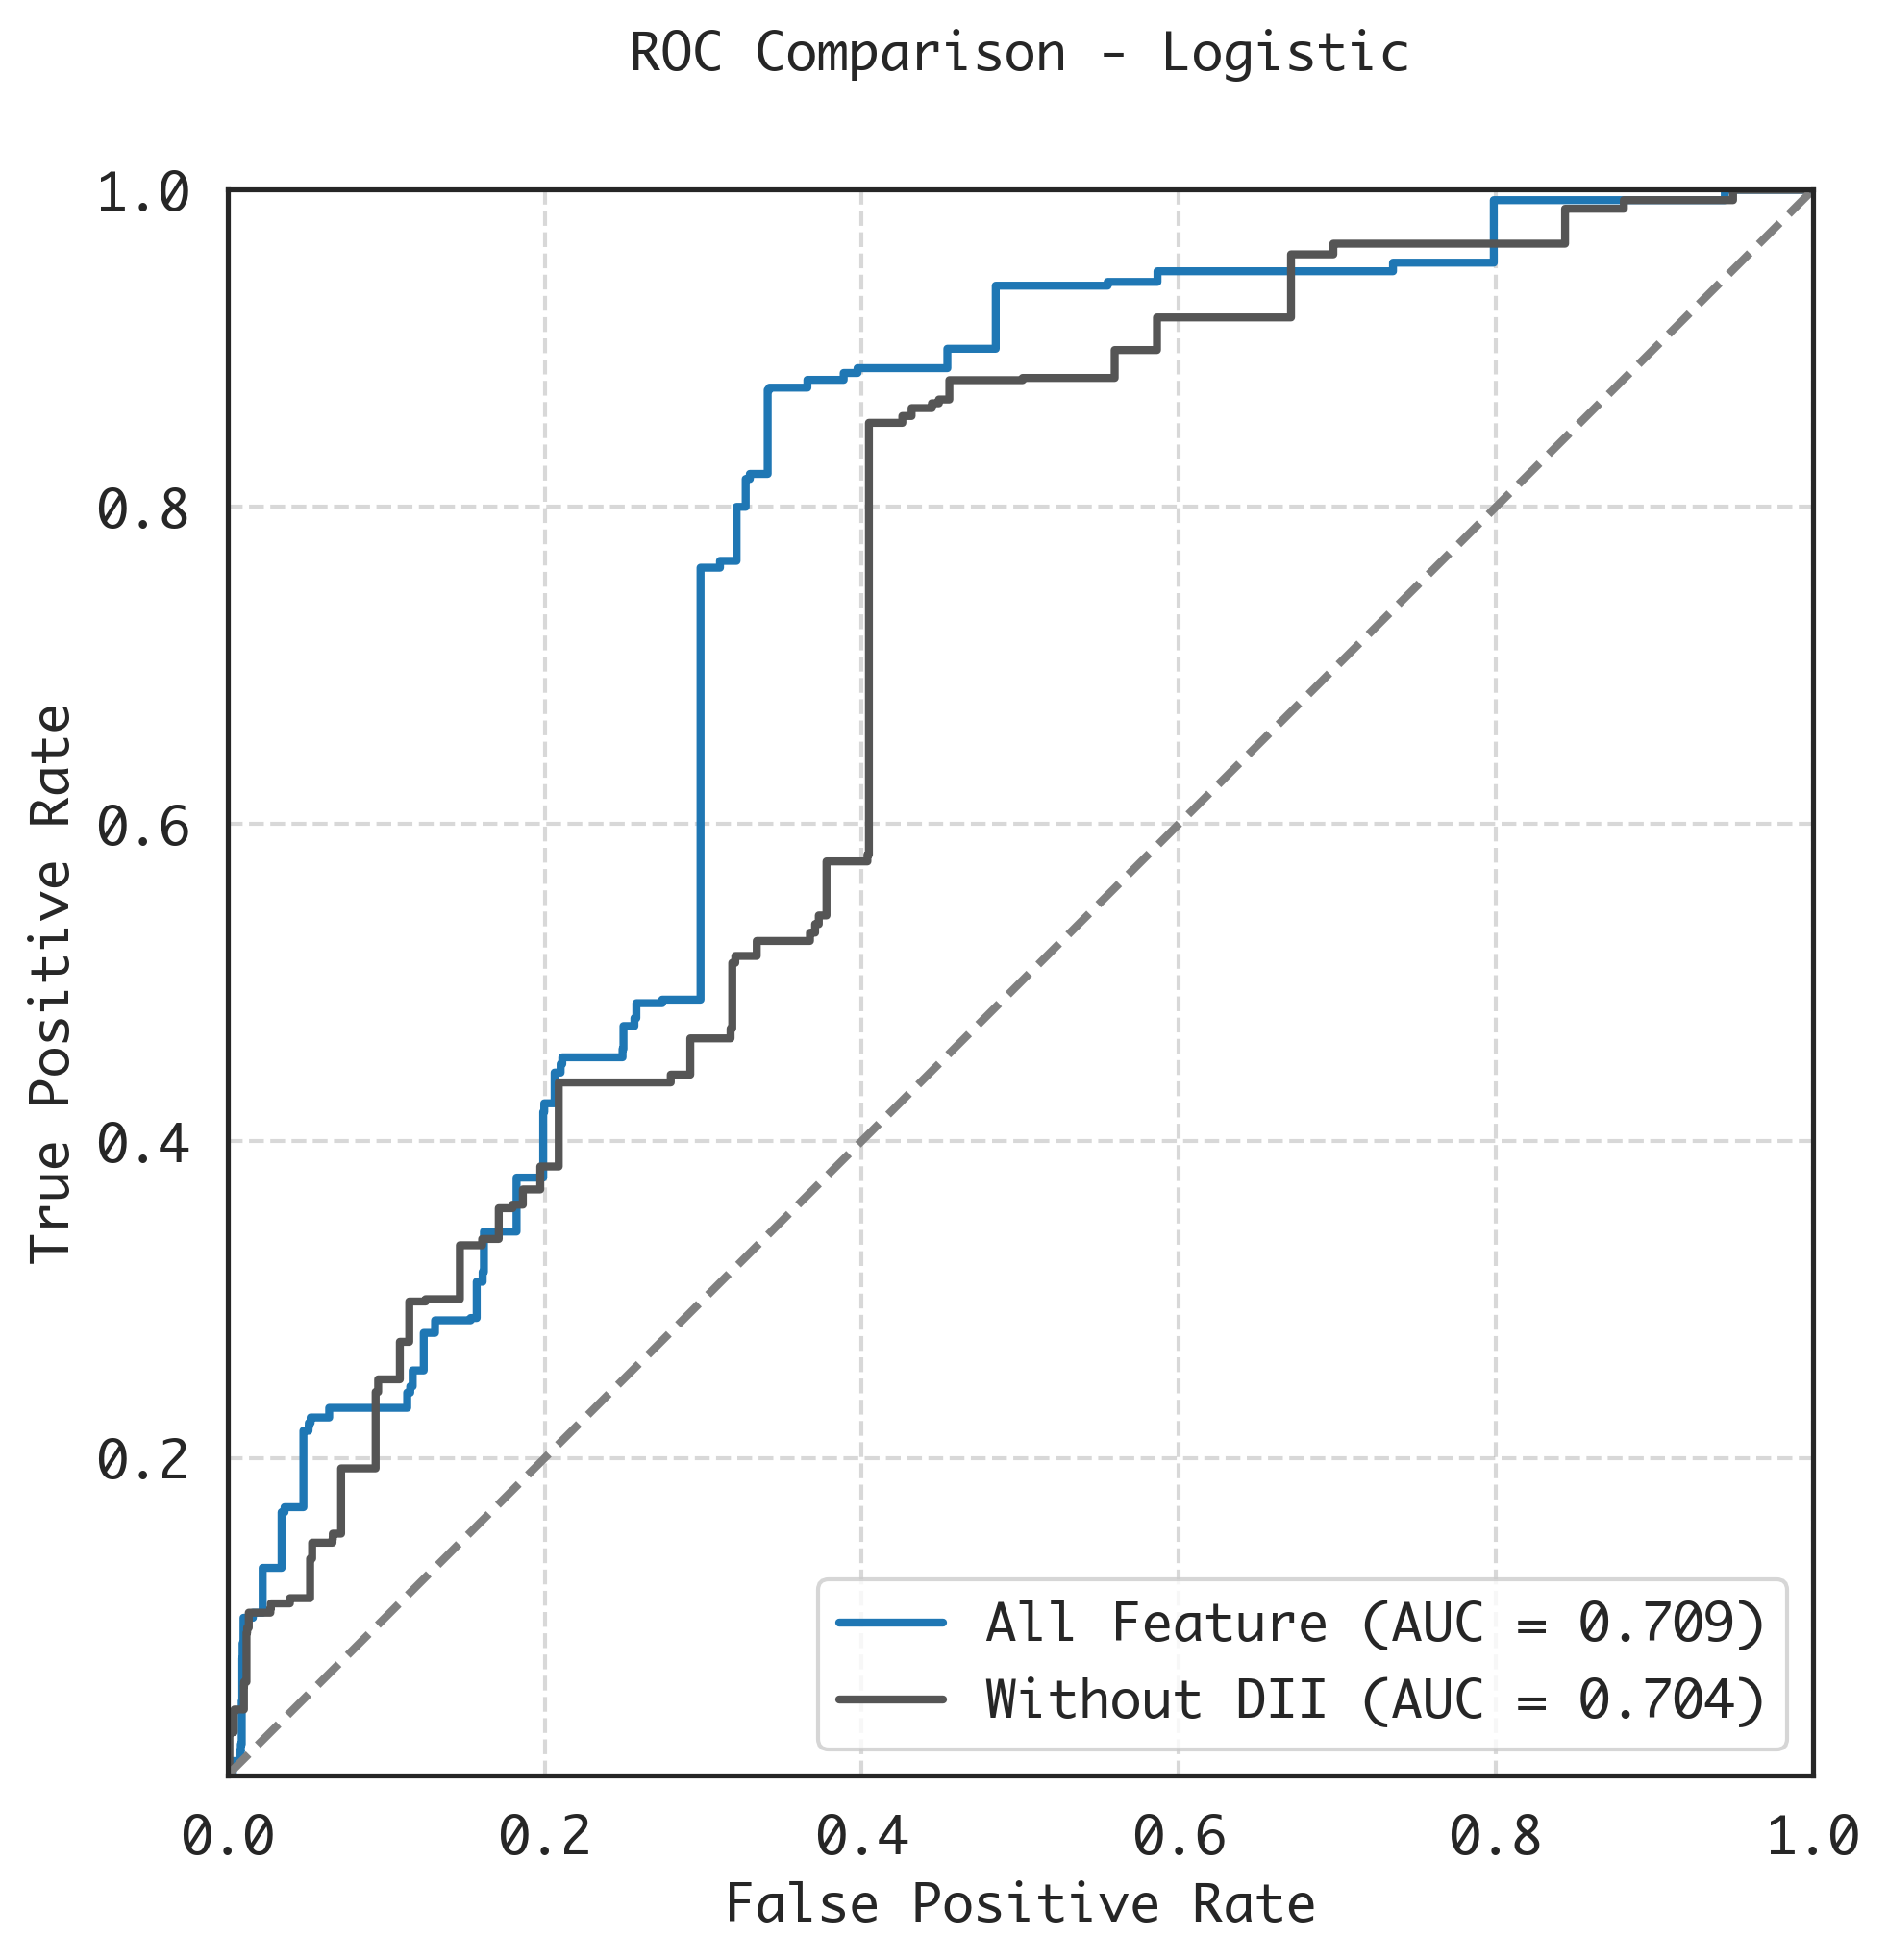 ROC Comparison - Logistic
1.0
0.8
0.6
0.4
0.2
True Positive Rate
All Feature (AUC = 0.709)
Without DII (AUC = 0.704)
0.0 0.2 0.4 0.6 0.8 1.0
False Positive Rate